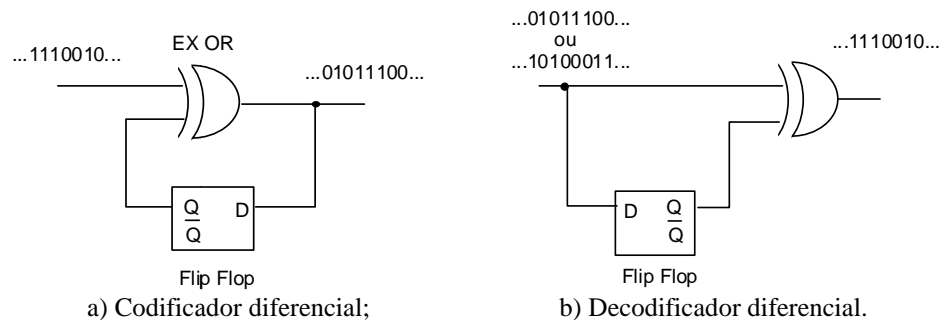 ...1110010...
EX OR
...01011100...
Q
Q
D
Flip Flop
a) Codificador diferencial;
...01011100...
ou
...10100011...
...1110010...
D
Q
Q
Flip Flop
b) Decodificador diferencial.